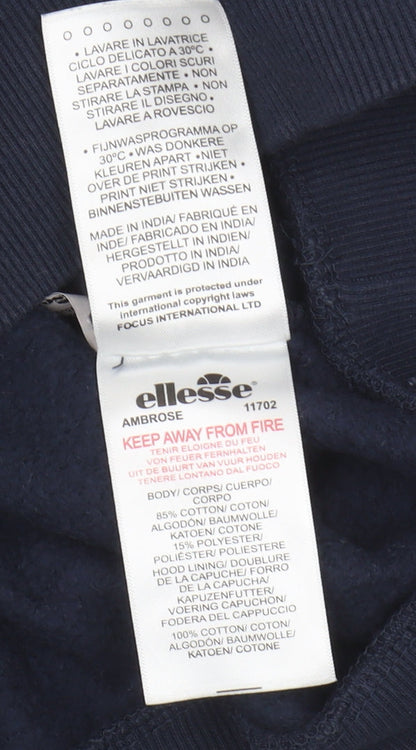 • LAVARE IN LAVATRICE
CICLO DELICATO A 30ºC •
LAVARE I COLORI SCURI
SEPARATAMENTE • NON
STIRARE LA STAMPA • NON
STIRARE IL DISEGNO •
LAVARE A ROVESCIO
• FIJNWASPROGRAMMA OP
30ºC • WAS DONKERE
KLEUREN APART • NIET
OVER DE PRINT STRIJKEN •
PRINT NIET STRIJKEN •
BINNENSTEBUITEN WASSEN
MADE IN INDIA/ FABRIQUÉ EN
INDE/ FABRICADO EN INDIA/
HERGESTELLT IN INDIEN/
PRODOTTO IN INDIA/
VERVAARDIGD IN INDIA
This garment is protected under
international copyright laws
FOCUS INTERNATIONAL LTD
ellesse®
AMBROSE 11702
KEEP AWAY FROM FIRE
TENIR ELOIGNE DU FEU
VON FEUER FERNHALTEN
UIT DE BUURT VAN VUUR HOUDEN
TENERE LONTANO DAL FUOCO
BODY/ CORPS/ CUERPO/
CORPO
85% COTTON/ COTON/
ALGODÓN/ BAUMWOLLE/
KATOEN/ COTONE
15% POLYESTER/
POLIÉSTER/ POLIESTERE
HOOD LINING/ DOUBLURE
DE LA CAPUCHE/ FORRO
DE LA CAPUCHA/
KAPUZENFUTTER/
VOERING CAPUCHON/
FODERA DEL CAPPUCCIO
100% COTTON/ COTON/
ALGODÓN/ BAUMWOLLE/
KATOEN/ COTONE